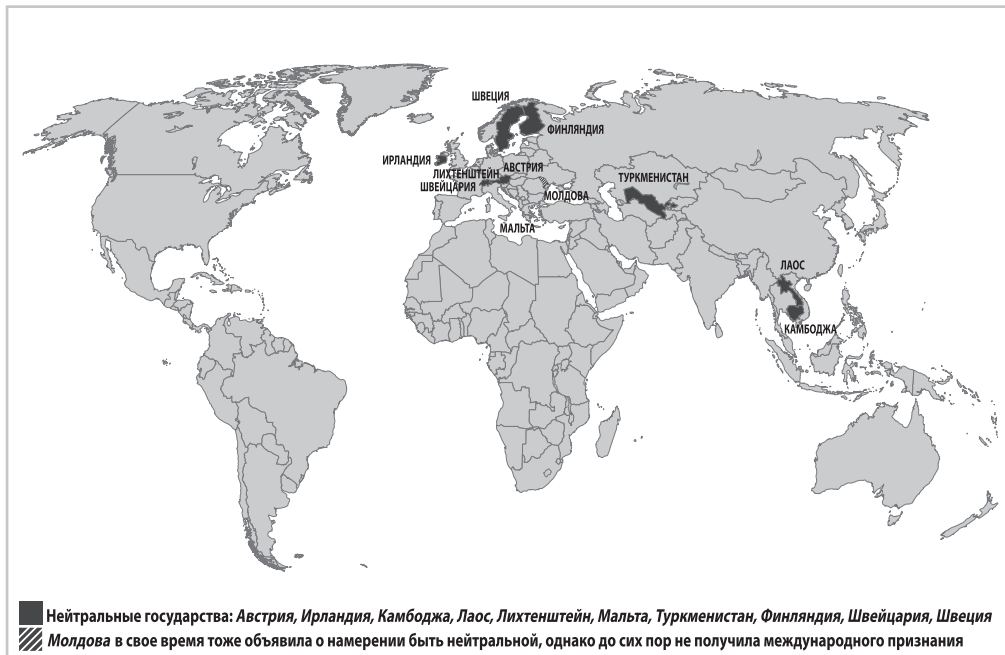 ШВЕЦИЯ
ФИНЛЯНДИЯ
ИРЛАНДИЯ
АВСТРИЯ
ЛИХТЕНШТЕЙН
ШВЕЙЦАРИЯ
ТУРКМЕНИСТАН
МОЛДОВА
МАЛЬТА
ЛАОС
КАМБОДЖА
Нейтральные государства: Австрия, Ирландия, Камбоджа, Лаос, Лихтенштейн, Мальта, Туркменистан, Финляндия, Швейцария, Швеция
Молдова в свое время тоже объявила о намерении быть нейтральной, однако до сих пор не получила международного признания